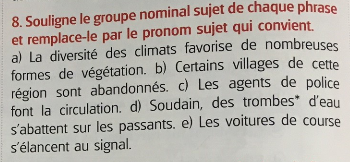 8. Souligne le groupe nominal sujet de chaque phrase
et remplace-le par le pronom sujet qui convient.
a) La diversité des climats favorise de nombreuses
formes de végétation. b) Certains villages de cette
région sont abandonnés. c) Les agents de police
font la circulation. d) Soudain, des trombes* d'eau
s'abattent sur les passants. e) Les voitures de course
s'élancent au signal.